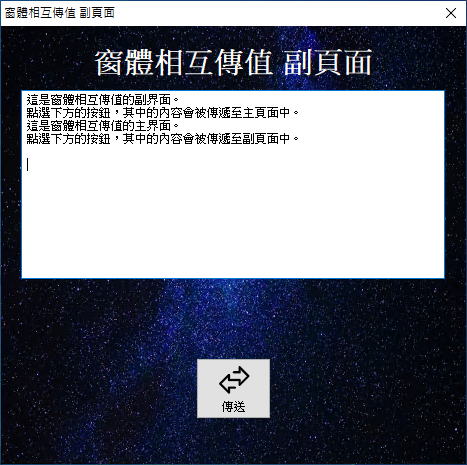 窗體相互傳值 副頁面
窗體相互傳值 副頁面
這是窗體相互傳值的副界面。
點選下方的按鈕，其中的內容會被傳遞至主頁面中。
這是窗體相互傳值的主界面。
點選下方的按鈕，其中的內容會被傳遞至副頁面中。
傳送